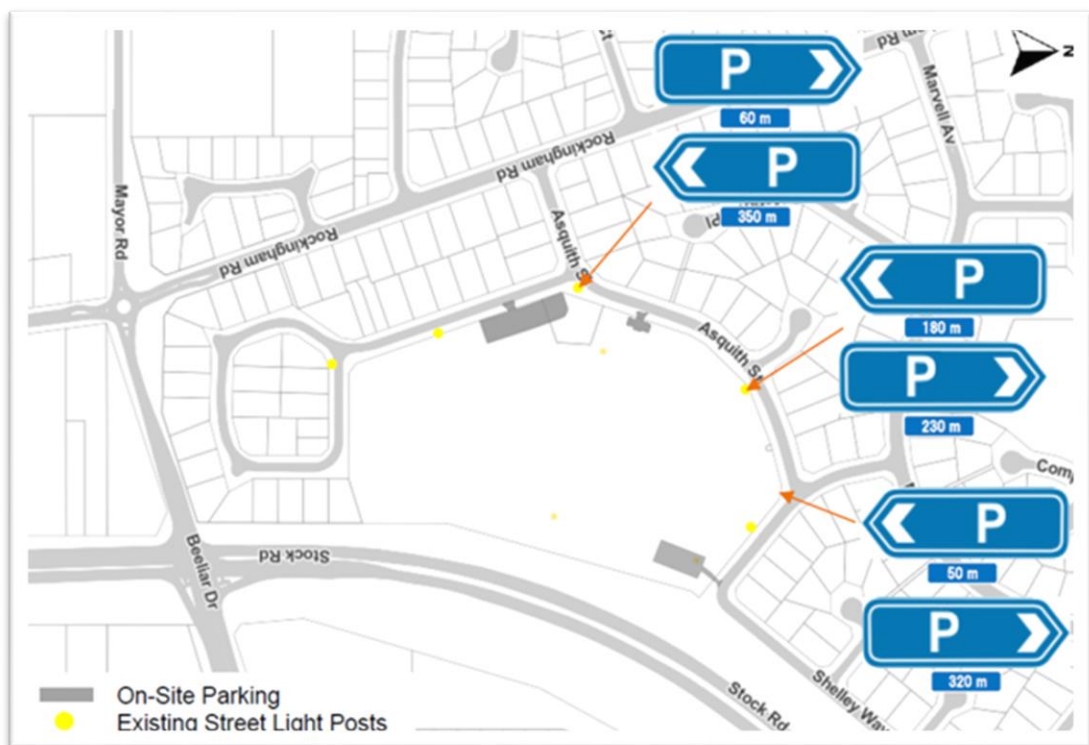 P
60 m
P
350 m
P
180 m
P
230 m
P
50 m
P
320 m
Rockingham Rd
Marvell Av
Mayor Rd
Rockingham Rd
Asquith St
Asquith St
Beeliar Dr
Stock Rd
Stock Rd
Shelley Way
On-Site Parking
Existing Street Light Posts